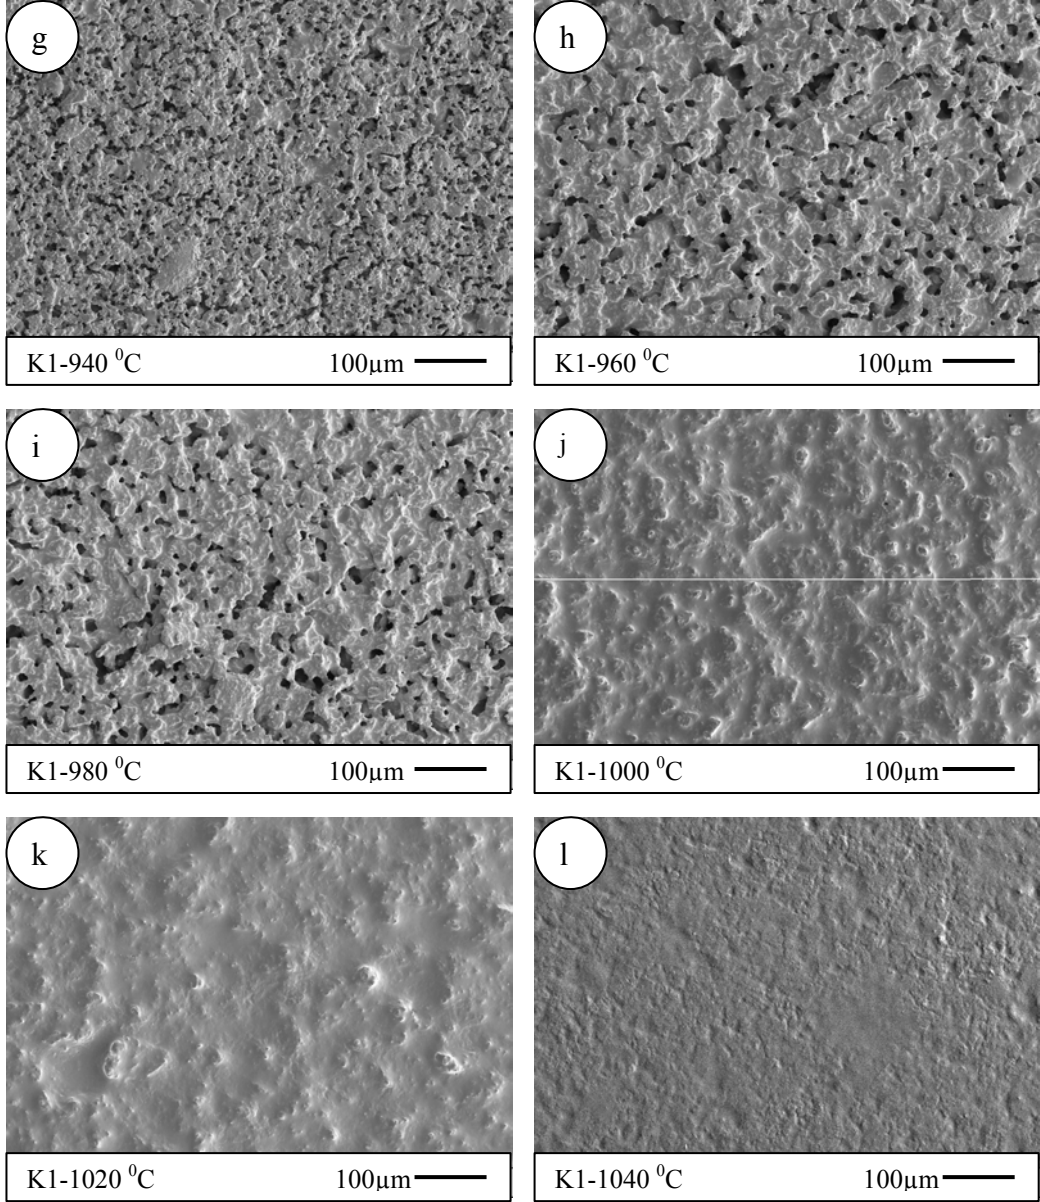 g
h
K1-940 ⁰C 100µm
K1-960 ⁰C 100µm
i
j
K1-980 ⁰C 100µm
K1-1000 ⁰C 100µm
k
l
K1-1020 ⁰C 100µm
K1-1040 ⁰C 100µm